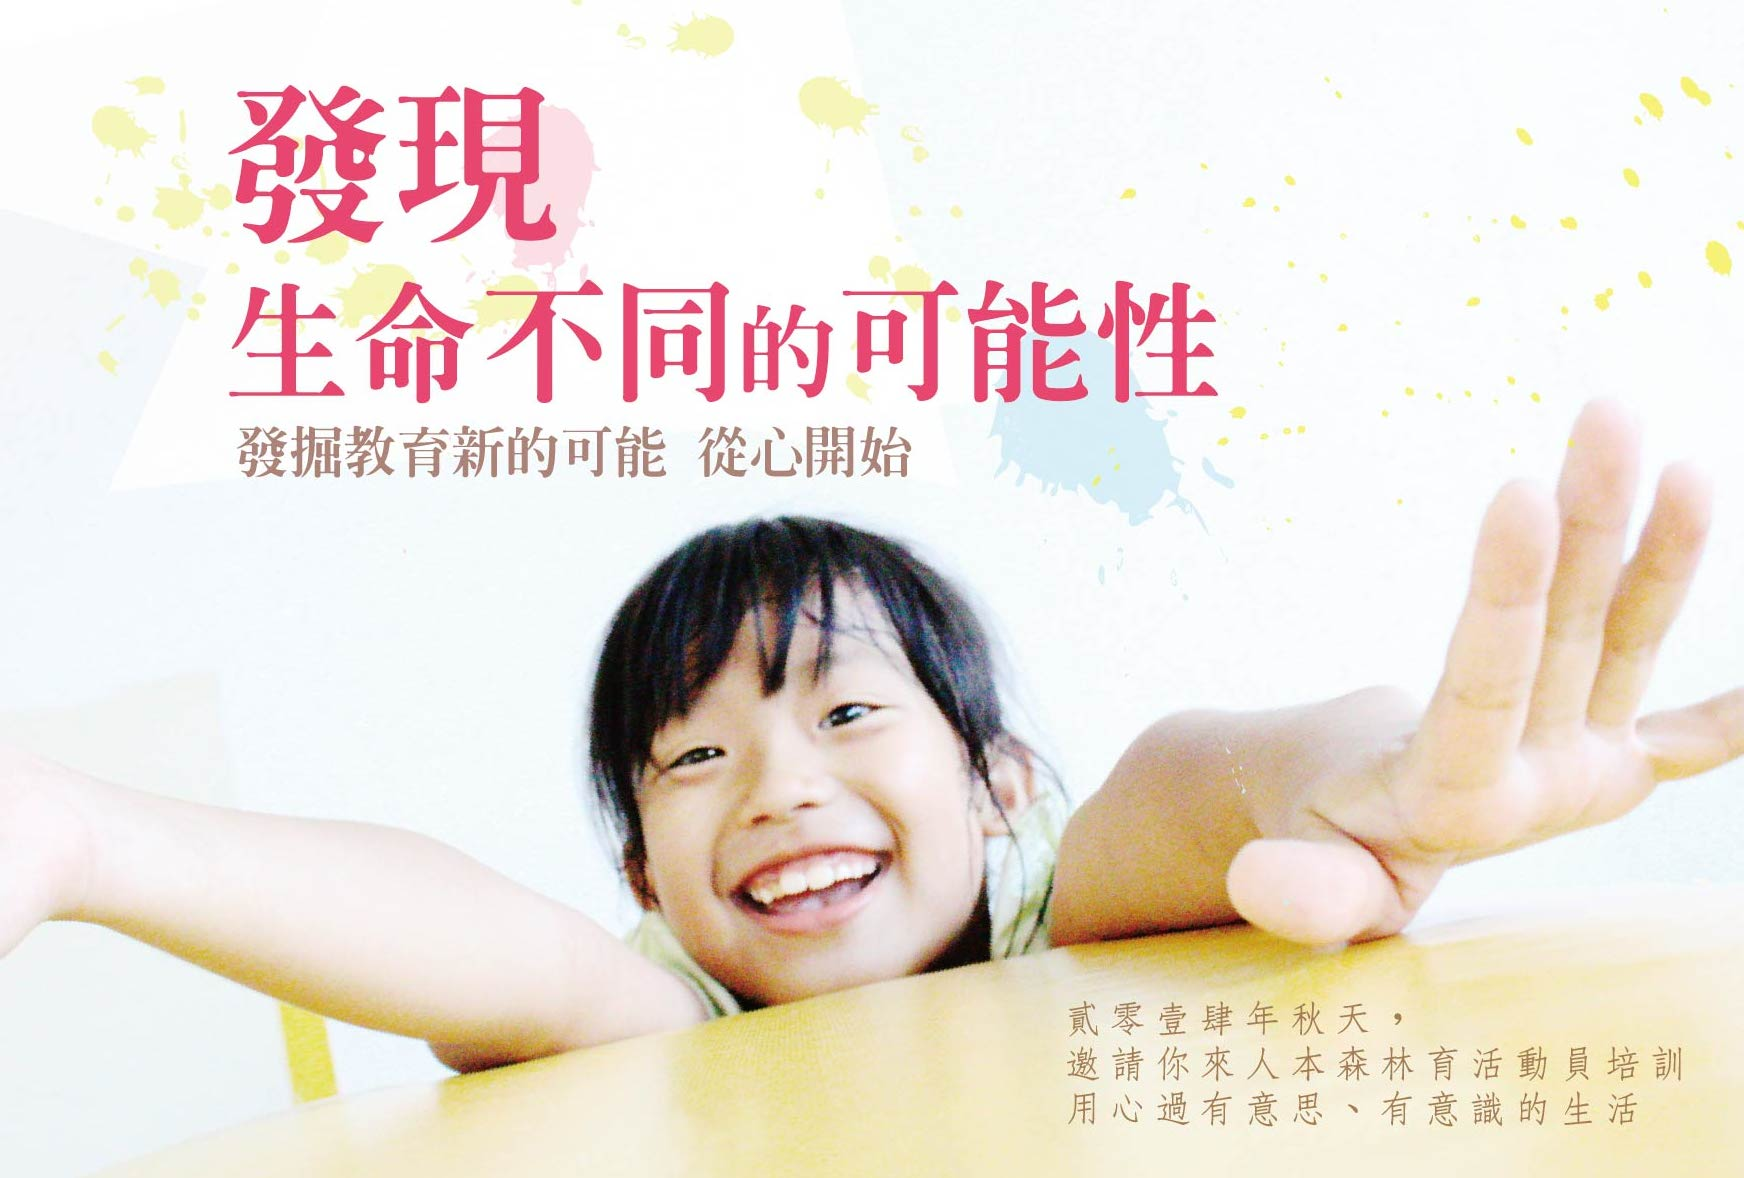 發現
生命不同的可能性
發掘教育新的可能 從心開始
貳零壹肆年秋天，
邀請你來人本森林育活動員培訓
用心過有意思、有意識的生活